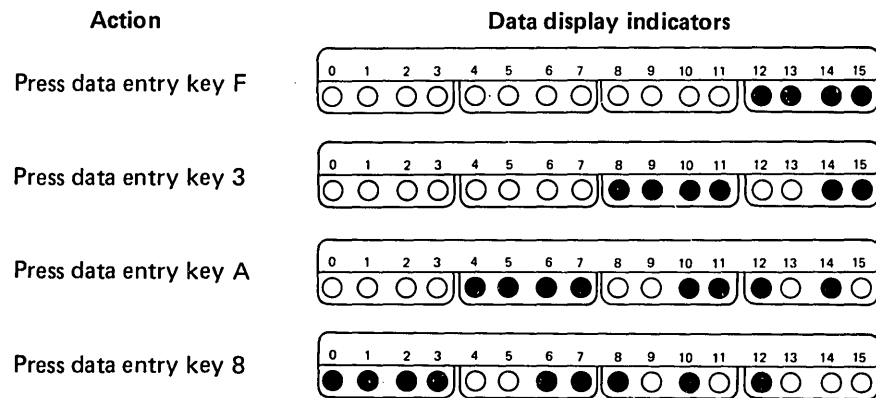 Action Data display indicators
0 1 2 3 4 5 6 7 8 9 10 11 12 13 14 15
Press data entry key F
0 1 2 3 4 5 6 7 8 9 10 11 12 13 14 15
Press data entry key 3
0 1 2 3 4 5 6 7 8 9 10 11 12 13 14 15
Press data entry key A
0 1 2 3 4 5 6 7 8 9 10 11 12 13 14 15
Press data entry key 8